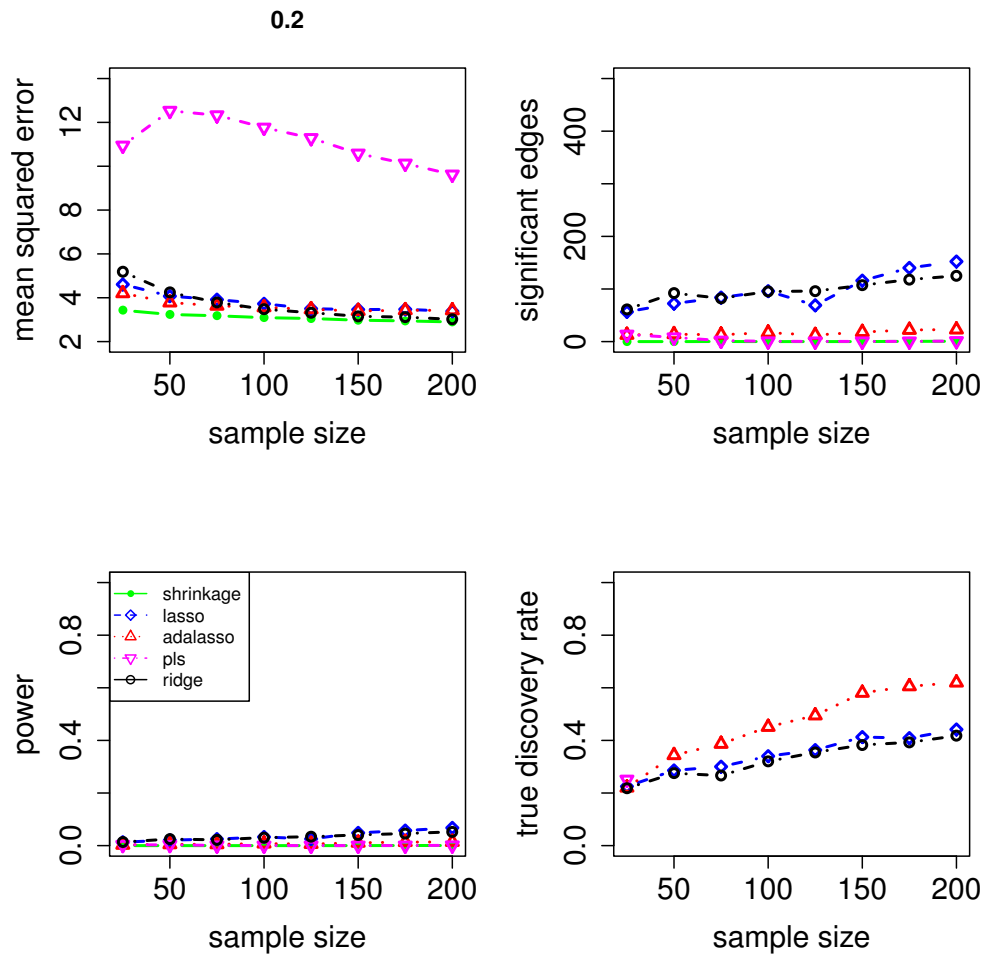 0.2
mean squared error
2 4 6 8 12
50 100 150 200
sample size
significant edges
0 200 400
50 100 150 200
sample size
power
0.0 0.4 0.8
shrinkage
lasso
adalasso
pls
ridge
50 100 150 200
sample size
true discovery rate
0.0 0.4 0.8
50 100 150 200
sample size